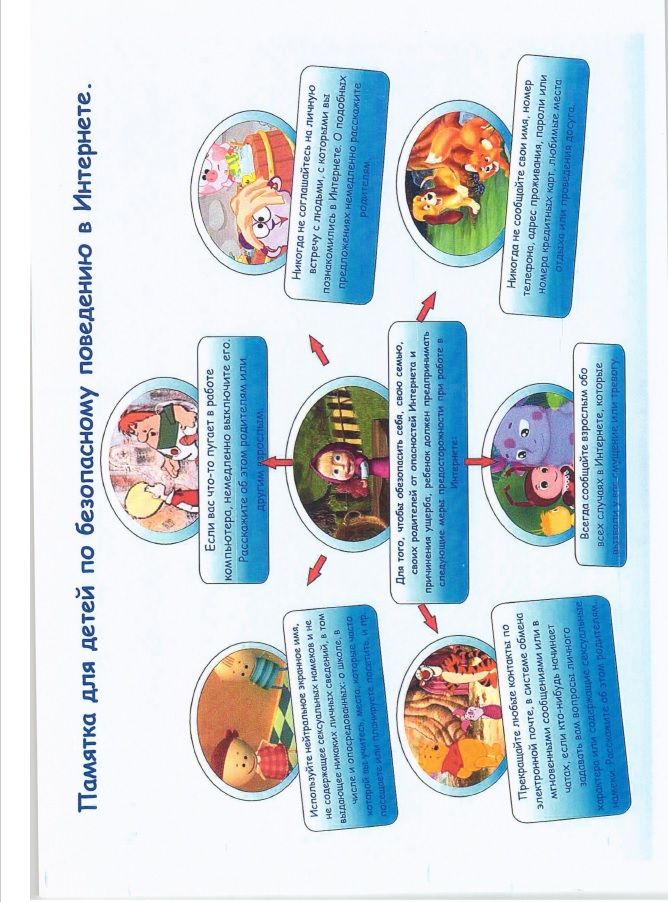 Памятка для детей по безопасному поведению в Интернете.
Если вас что-то пугает в работе
компьютера, немедленно выключите его.
Расскажите об этом родителям или
другим взрослым.
Используйте нейтральное экранное имя,
не содержащее сексуальных намеков и не
выдающее никаких личных сведений, в том
числе и опосредованных: о школе, в
которой вы учитесь, места, которые часто
посещаете или планируете посетить, и пр.
Никогда не соглашайтесь на личную
встречу с людьми, с которыми вы
познакомились в Интернете. О подобных
предложениях немедленно расскажите
родителям.
Для того, чтобы обезопасить себя, свою семью,
своих родителей от опасностей Интернета и
причинения ущерба, ребенок должен предпринимать
следующие меры предосторожности при работе в
Интернете:
Прекращайте любые контакты по
электронной почте, в системе обмена
мгновенными сообщениями или в
чатах, если кто-нибудь начинает
задавать вам вопросы личного
характера или содержащие сексуальные
намеки. Расскажите об этом родителям.
Всегда сообщайте взрослым обо
всех случаях в Интернете, которые
вызвали у вас смущение или тревогу.
Никогда не сообщайте свои имя, номер
телефона, адрес проживания, пароли или
номера кредитных карт, любимые места
отдыха или проведения досуга.